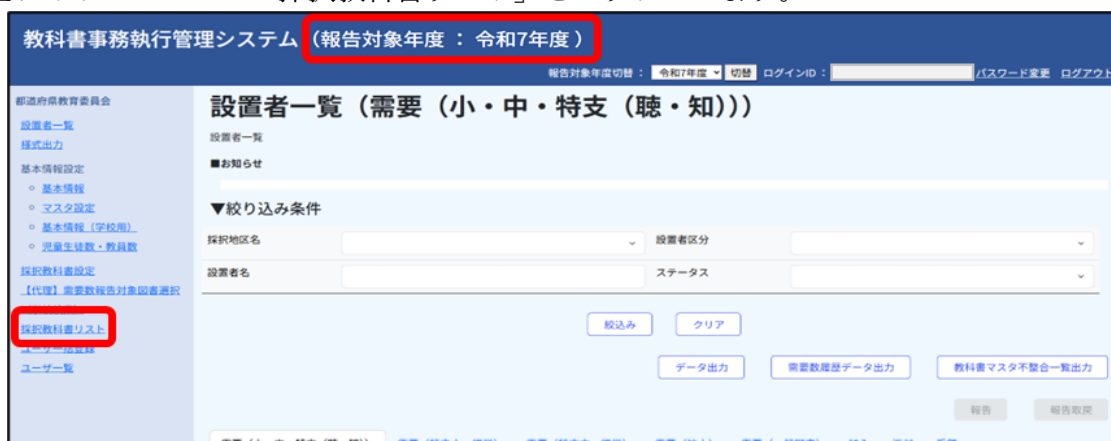 教科書事務執行管理システム（報告対象年度 ： 令和7年度 ）
報告対象年度切替 ： 令和7年度 切替 ログインID ： パスワード変更 ログアウト
都道府県教育委員会
設置者一覧
様式出力
基本情報設定
基本情報
マスタ設定
基本情報（学校用）
児童生徒数・教員数
採択教科書設定
【代理】需要数報告対象図書選択
採択教科書リスト
ユーザー一覧
設置者一覧（需要（小・中・特支（聴・知）））
設置者一覧
■お知らせ
▼絞り込み条件
採択地区名 設置者区分
設置者名 ステータス
絞込み クリア
データ出力 需要数履歴データ出力 教科書マスタ不整合一覧出力
報告 報告取戻